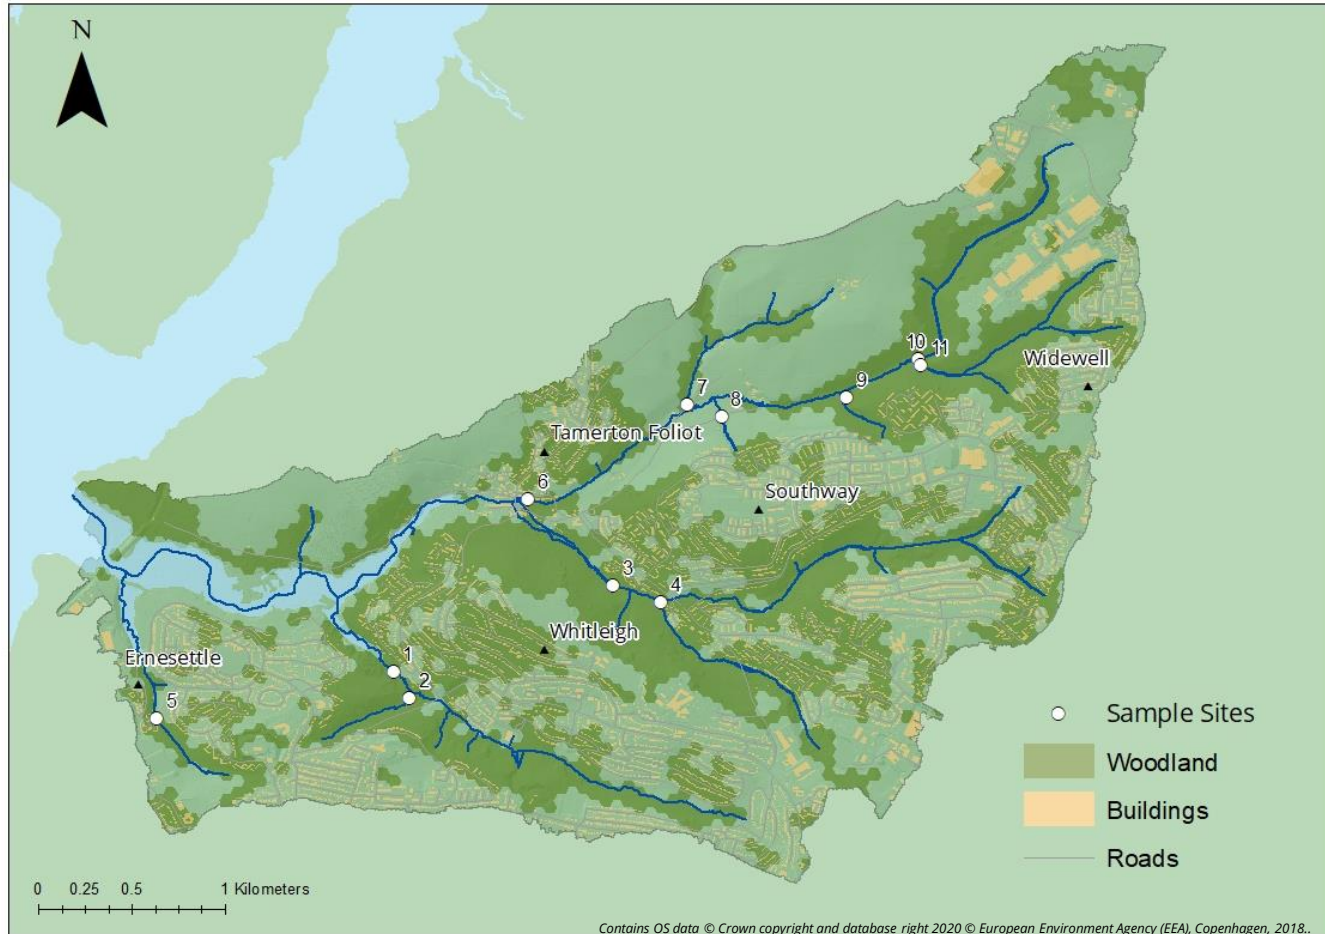 N
10
11
Widewell
7
9
8
Tamerton Foliot
6
Southway
3
4
Whitleigh
Ernesettle
1
2
5
Sample Sites
Woodland
Buildings
Roads
0 0.25 0.5 1 Kilometers
Contains OS data © Crown copyright and database right 2020 © European Environment Agency (EEA), Copenhagen, 2018..